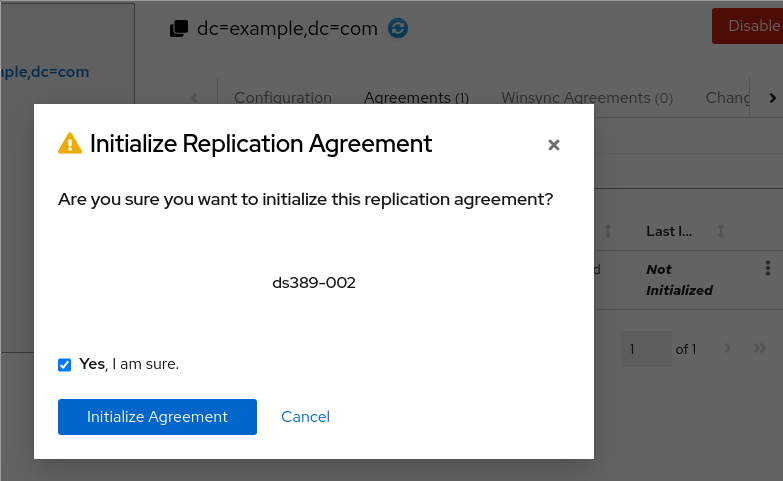 dc=example,dc=com
Disable
mple,dc=com
Configuration
Agreements (1)
Winsync Agreements (0)
Chang
Initialize Replication Agreement
Are you sure you want to initialize this replication agreement?
Last I...
ds389-002
d
Not
Initialized
1
of 1
Yes, I am sure.
Initialize Agreement
Cancel